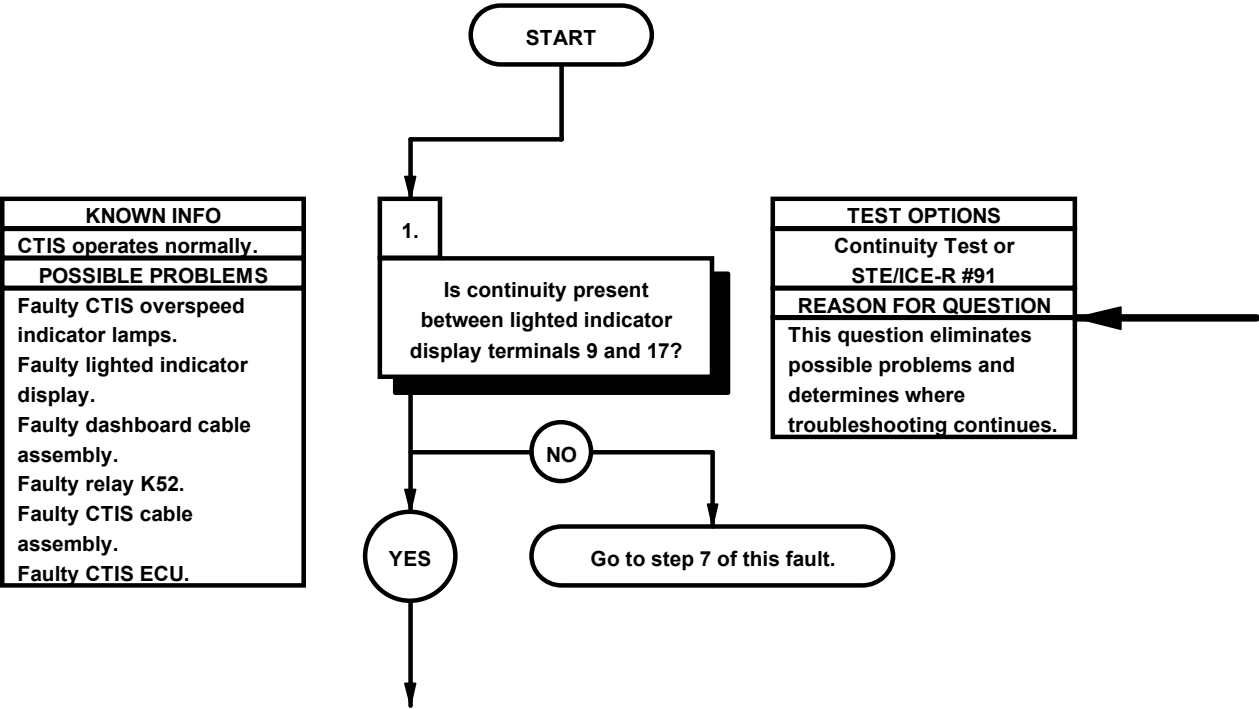 START
KNOWN INFO
CTIS operates normally.
POSSIBLE PROBLEMS
Faulty CTIS overspeed
indicator lamps.
Faulty lighted indicator
display.
Faulty dashboard cable
assembly.
Faulty relay K52.
Faulty CTIS cable
assembly.
Faulty CTIS ECU.
1.
Is continuity present
between lighted indicator
display terminals 9 and 17?
TEST OPTIONS
Continuity Test or
STE/ICE-R #91
REASON FOR QUESTION
This question eliminates
possible problems and
determines where
troubleshooting continues.
NO
YES
Go to step 7 of this fault.